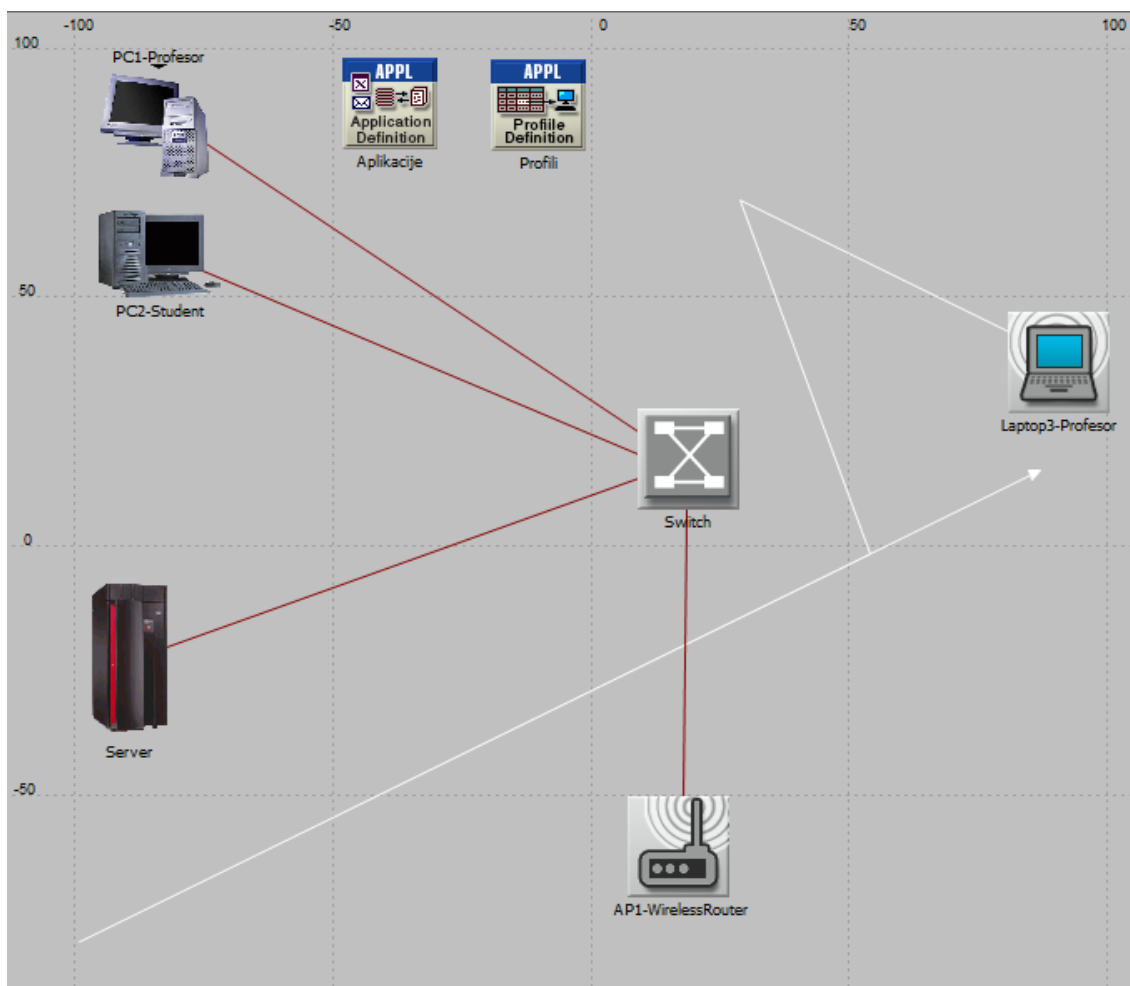 -100
-50
0
50
100
100
PC1-Profesor
APPL
Application
Definition
Aplikacije
APPL
Profiile
Definition
Profili
50
PC2-Student
Laptop3-Profesor
Switch
0
Server
-50
AP1-WirelessRouter